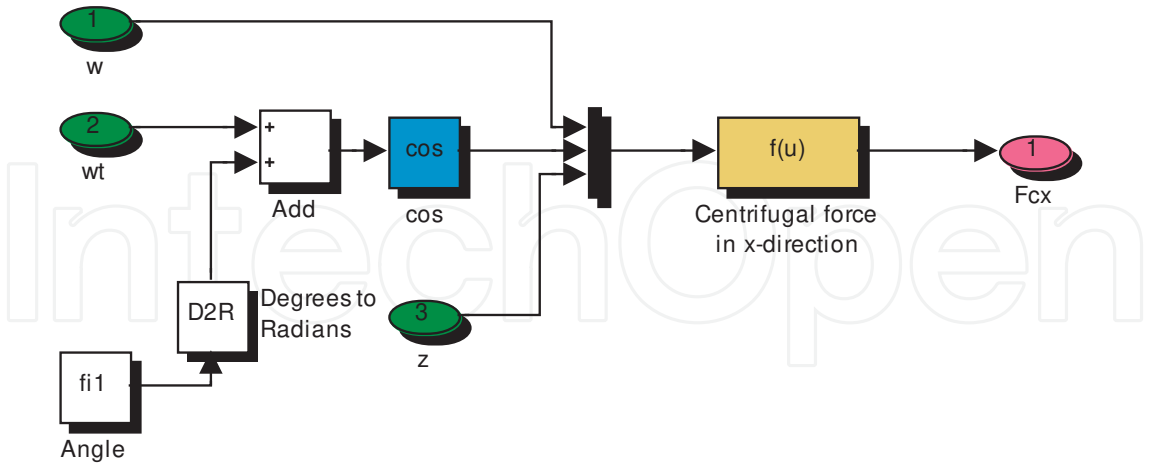 1
w
2
wt
+
+
Add
cos
cos
f(u)
Centrifugal force
in x-direction
1
Fcx
D2R
Degrees to
Radians
3
z
fi1
Angle
IntechOpen